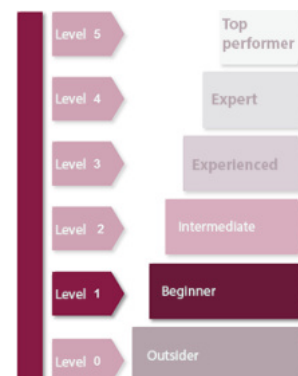 Level 5
Top
performer
Level 4
Expert
Level 3
Experienced
Level 2
Intermediate
Level 1
Beginner
Level 0
Outsider